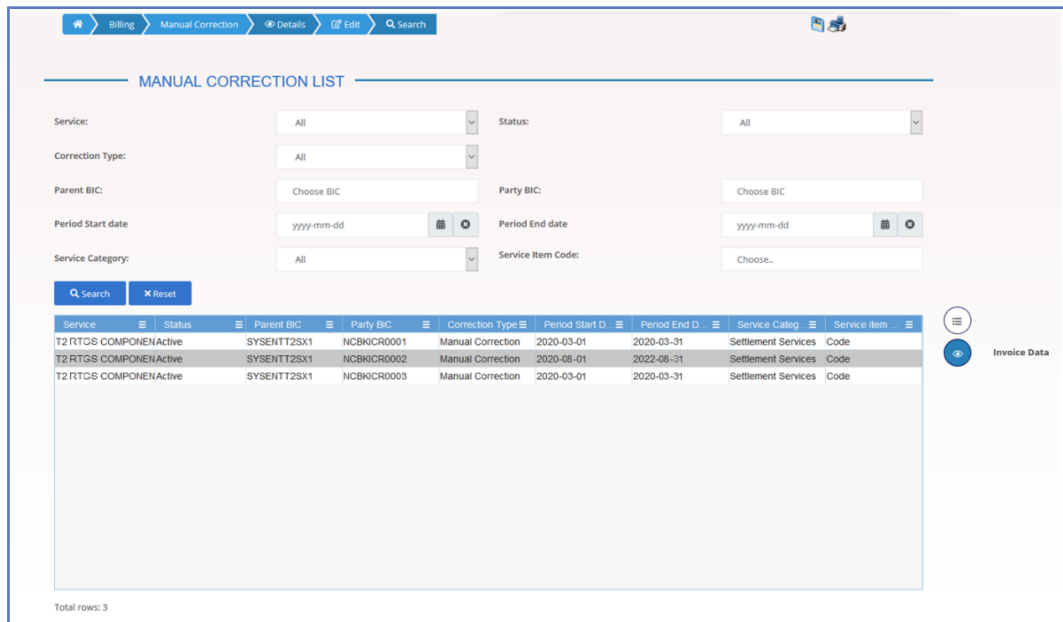 Billing Manual Correction Details Edit Search
MANUAL CORRECTION LIST
Service: All Status: All
Correction Type: All
Parent BIC: Choose BIC Party BIC: Choose BIC
Period Start date yyyy-mm-dd Period End date yyyy-mm-dd
Service Category: All Service Item Code: Choose..
Search Reset
Service Status Parent BIC Party BIC Correction Type Period Start D... Period End D... Service Categ... Service Item ...
T2 RTGS COMPONEN Active SYSENTT2SX1 NCBKICR0001 Manual Correction 2020-03-01 2020-03-31 Settlement Services Code
T2 RTGS COMPONEN Active SYSENTT2SX1 NCBKICR0002 Manual Correction 2020-08-01 2022-08-31 Settlement Services Code
Invoice Data
T2 RTGS COMPONEN Active SYSENTT2SX1 NCBKICR0003 Manual Correction 2020-03-01 2020-03-31 Settlement Services Code
Total rows: 3